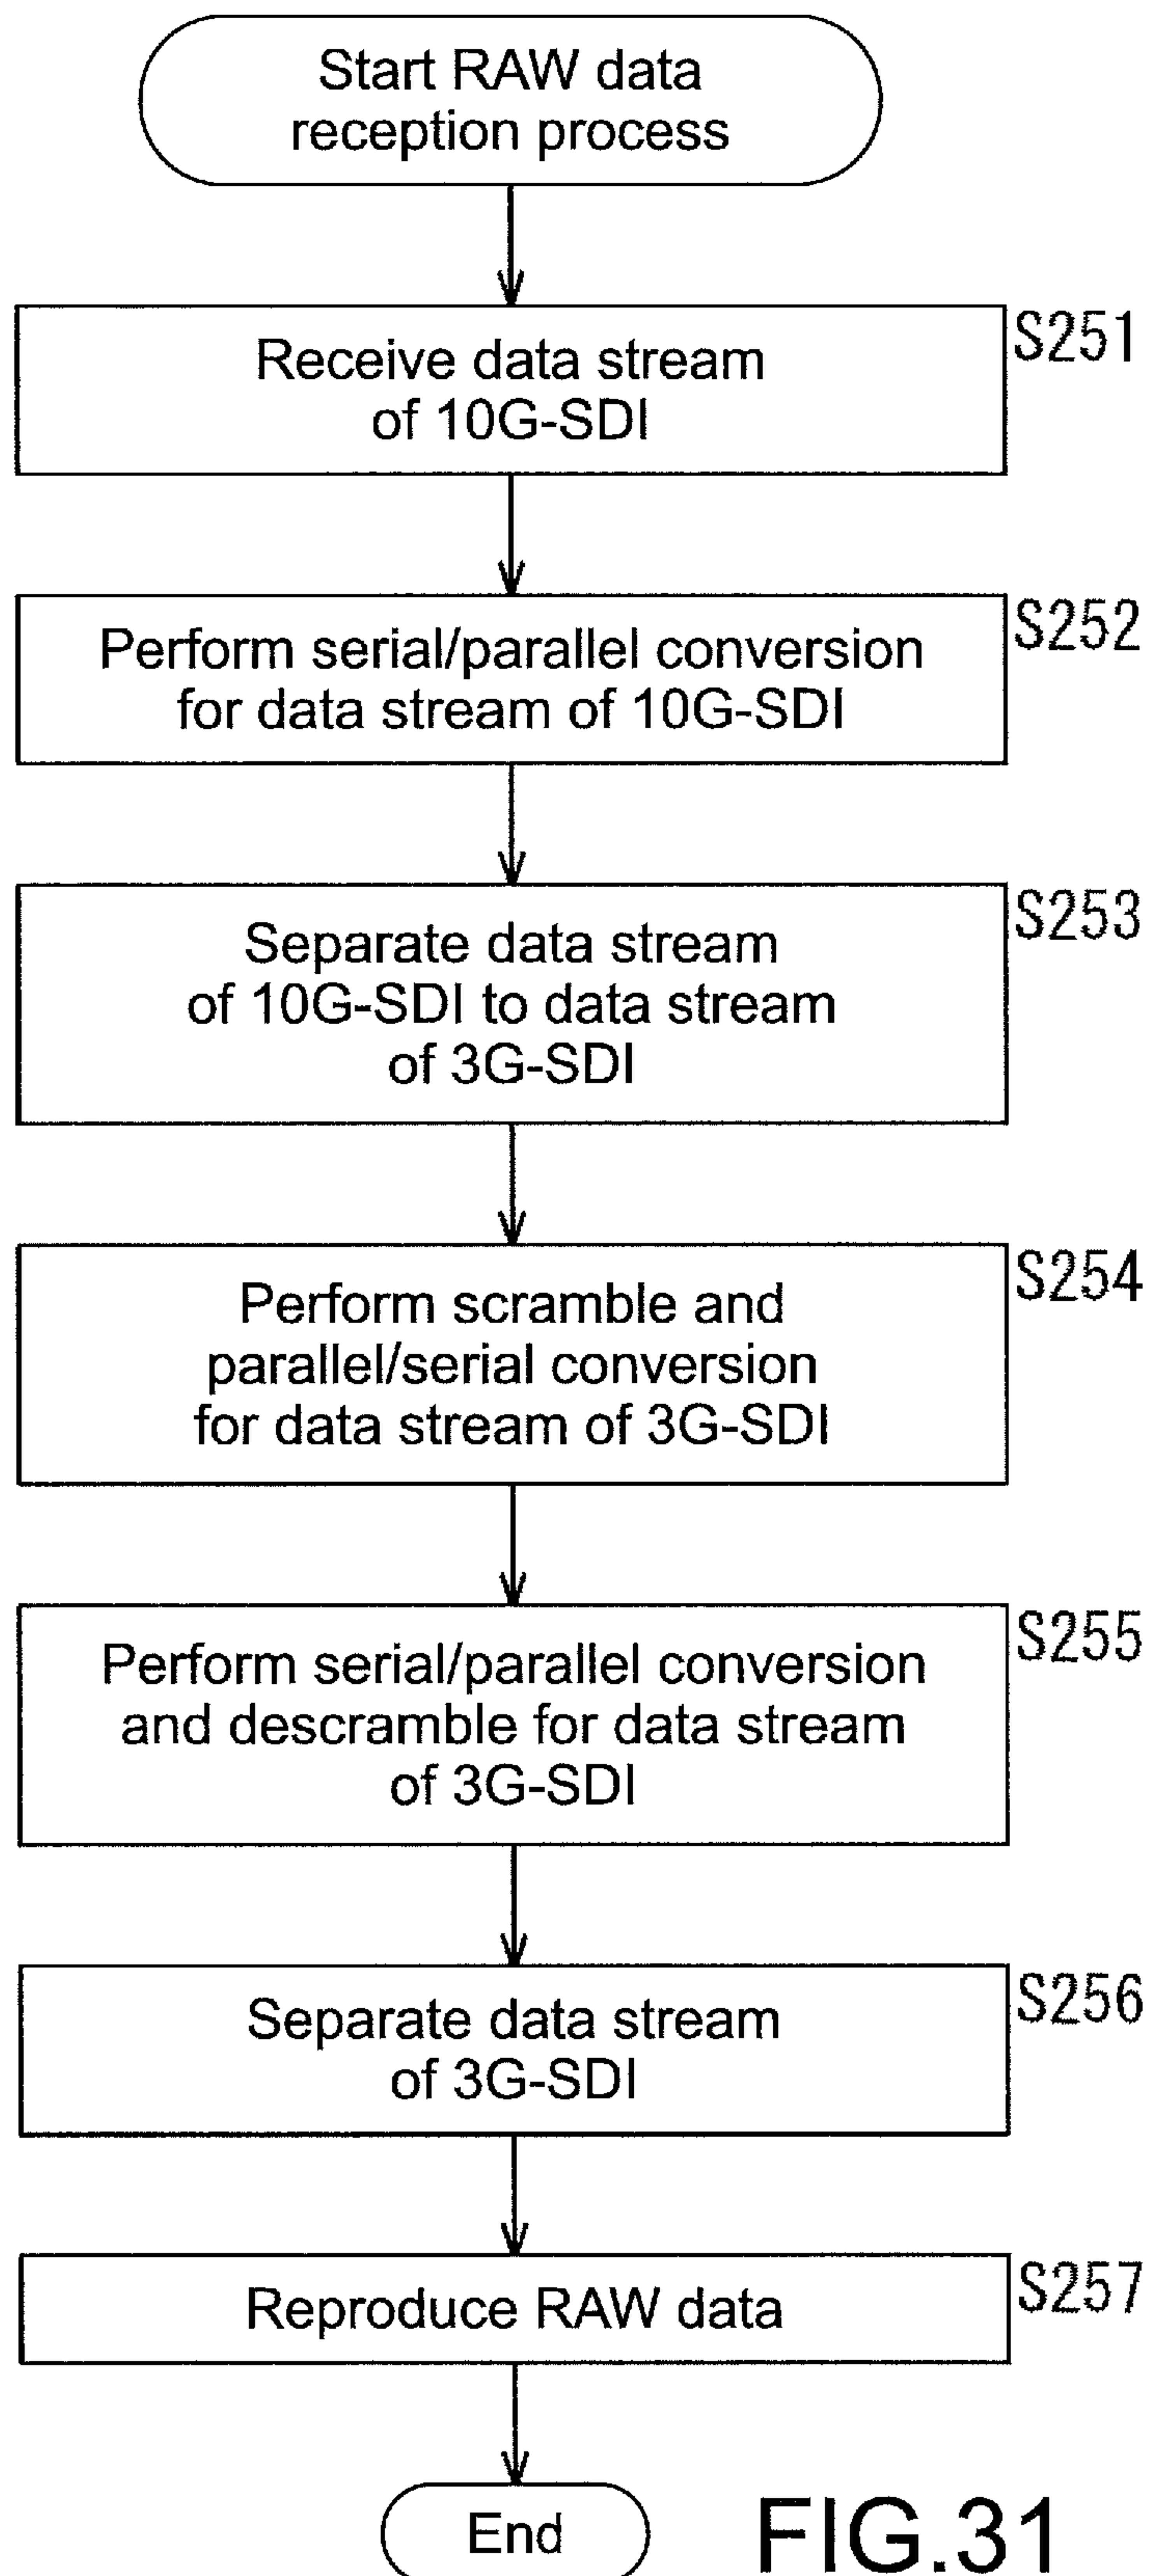 Start RAW data
reception process
S251
Receive data stream
of 10G-SDI
S252
Perform serial/parallel conversion
for data stream of 10G-SDI
S253
Separate data stream
of 10G-SDI to data stream
of 3G-SDI
S254
Perform scramble and
parallel/serial conversion
for data stream of 3G-SDI
S255
Perform serial/parallel conversion
and descramble for data stream
of 3G-SDI
S256
Separate data stream
of 3G-SDI
S257
Reproduce RAW data
End
FIG.31